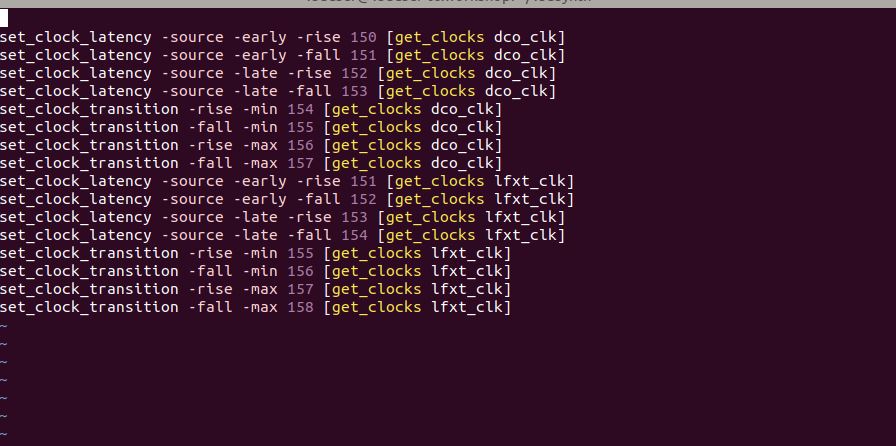 set_clock_latency -source -early -rise 150 [get_clocks dco_clk]
set_clock_latency -source -early -fall 151 [get_clocks dco_clk]
set_clock_latency -source -late -rise 152 [get_clocks dco_clk]
set_clock_latency -source -late -fall 153 [get_clocks dco_clk]
set_clock_transition -rise -min 154 [get_clocks dco_clk]
set_clock_transition -fall -min 155 [get_clocks dco_clk]
set_clock_transition -rise -max 156 [get_clocks dco_clk]
set_clock_transition -fall -max 157 [get_clocks dco_clk]
set_clock_latency -source -early -rise 151 [get_clocks lfxt_clk]
set_clock_latency -source -early -fall 152 [get_clocks lfxt_clk]
set_clock_latency -source -late -rise 153 [get_clocks lfxt_clk]
set_clock_latency -source -late -fall 154 [get_clocks lfxt_clk]
set_clock_transition -rise -min 155 [get_clocks lfxt_clk]
set_clock_transition -fall -min 156 [get_clocks lfxt_clk]
set_clock_transition -rise -max 157 [get_clocks lfxt_clk]
set_clock_transition -fall -max 158 [get_clocks lfxt_clk]
~
~
~
~
~
~
~